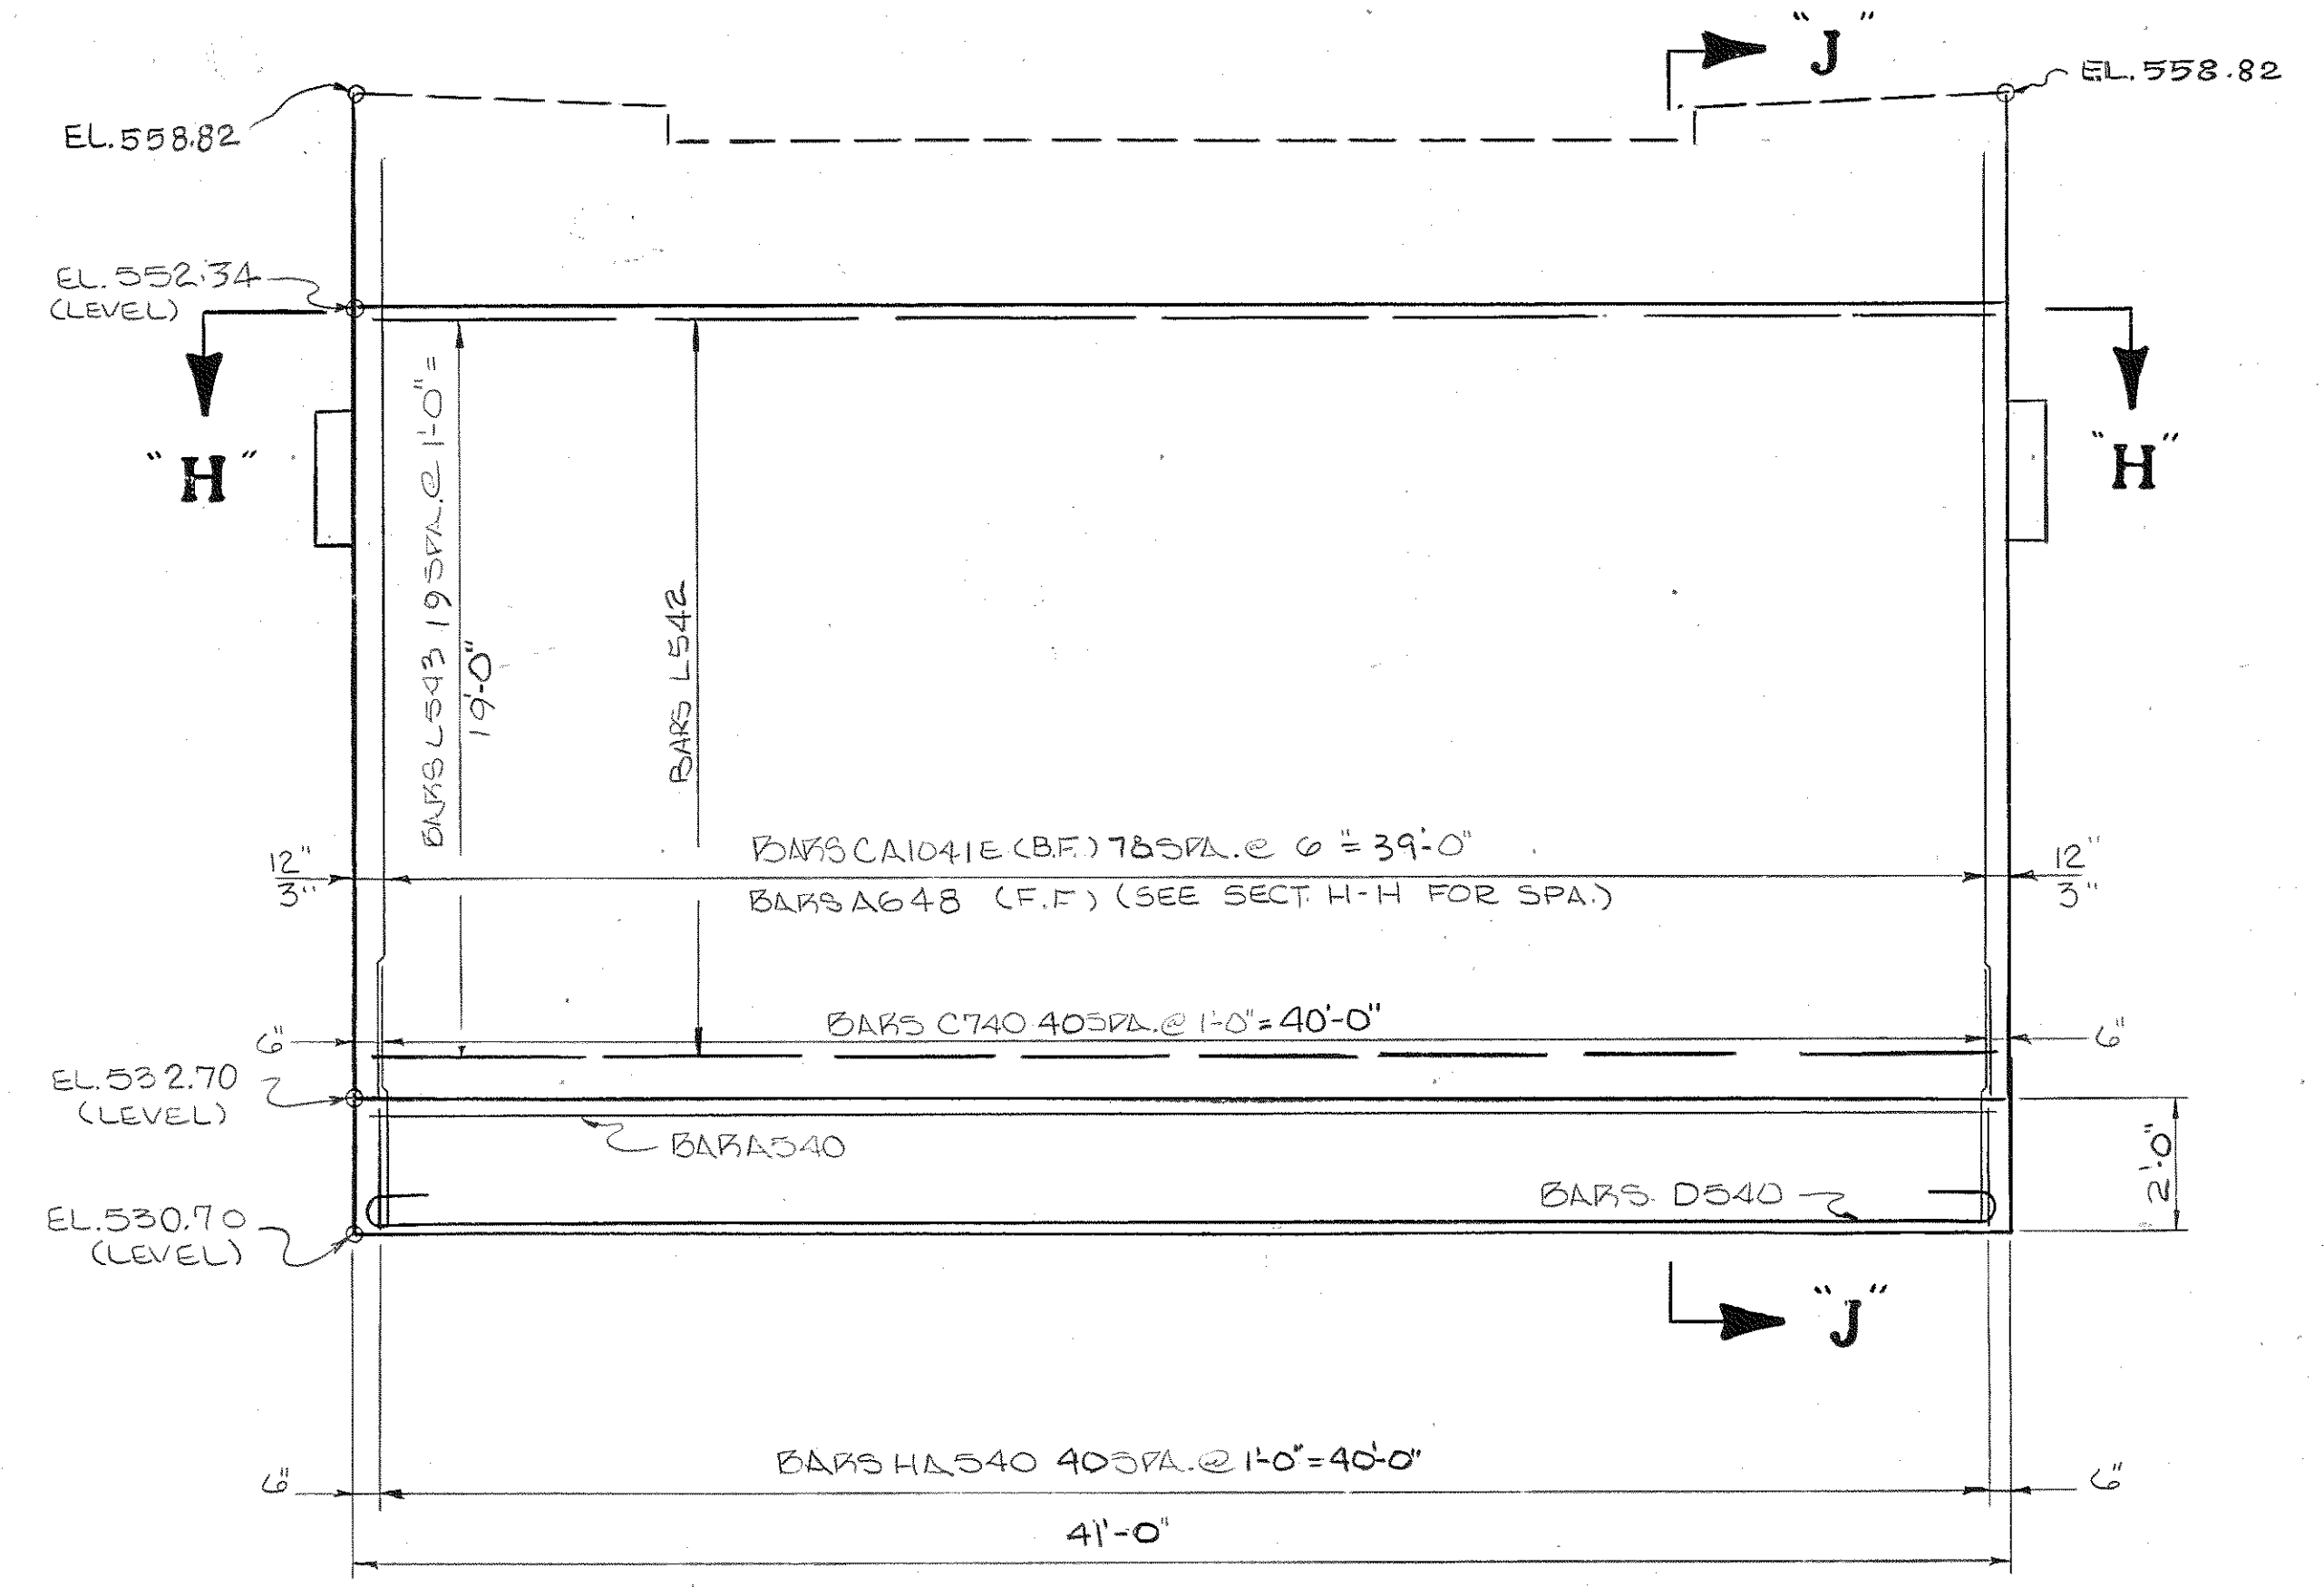 "J"
EL. 558.82
EL. 558.82
EL. 552.34
(LEVEL)
"H"
"H"
BARS L543 19 SPA. @ 1'-0" =
19'-0"
BARS L542
12"
3"
BARS CA1041E (B.F.) 78 SPA. @ 6" = 39'-0"
BARS A648 (F.F) (SEE SECT. H-H FOR SPA.)
12"
3"
6"
BARS C740 40 SPA. @ 1'-0" = 40'-0"
6"
EL. 532.70
(LEVEL)
BAR A540
2'-0"
BARS D540
EL. 530.70
(LEVEL)
"J"
6"
BARS HA540 40 SPA. @ 1'-0" = 40'-0"
6"
41'-0"